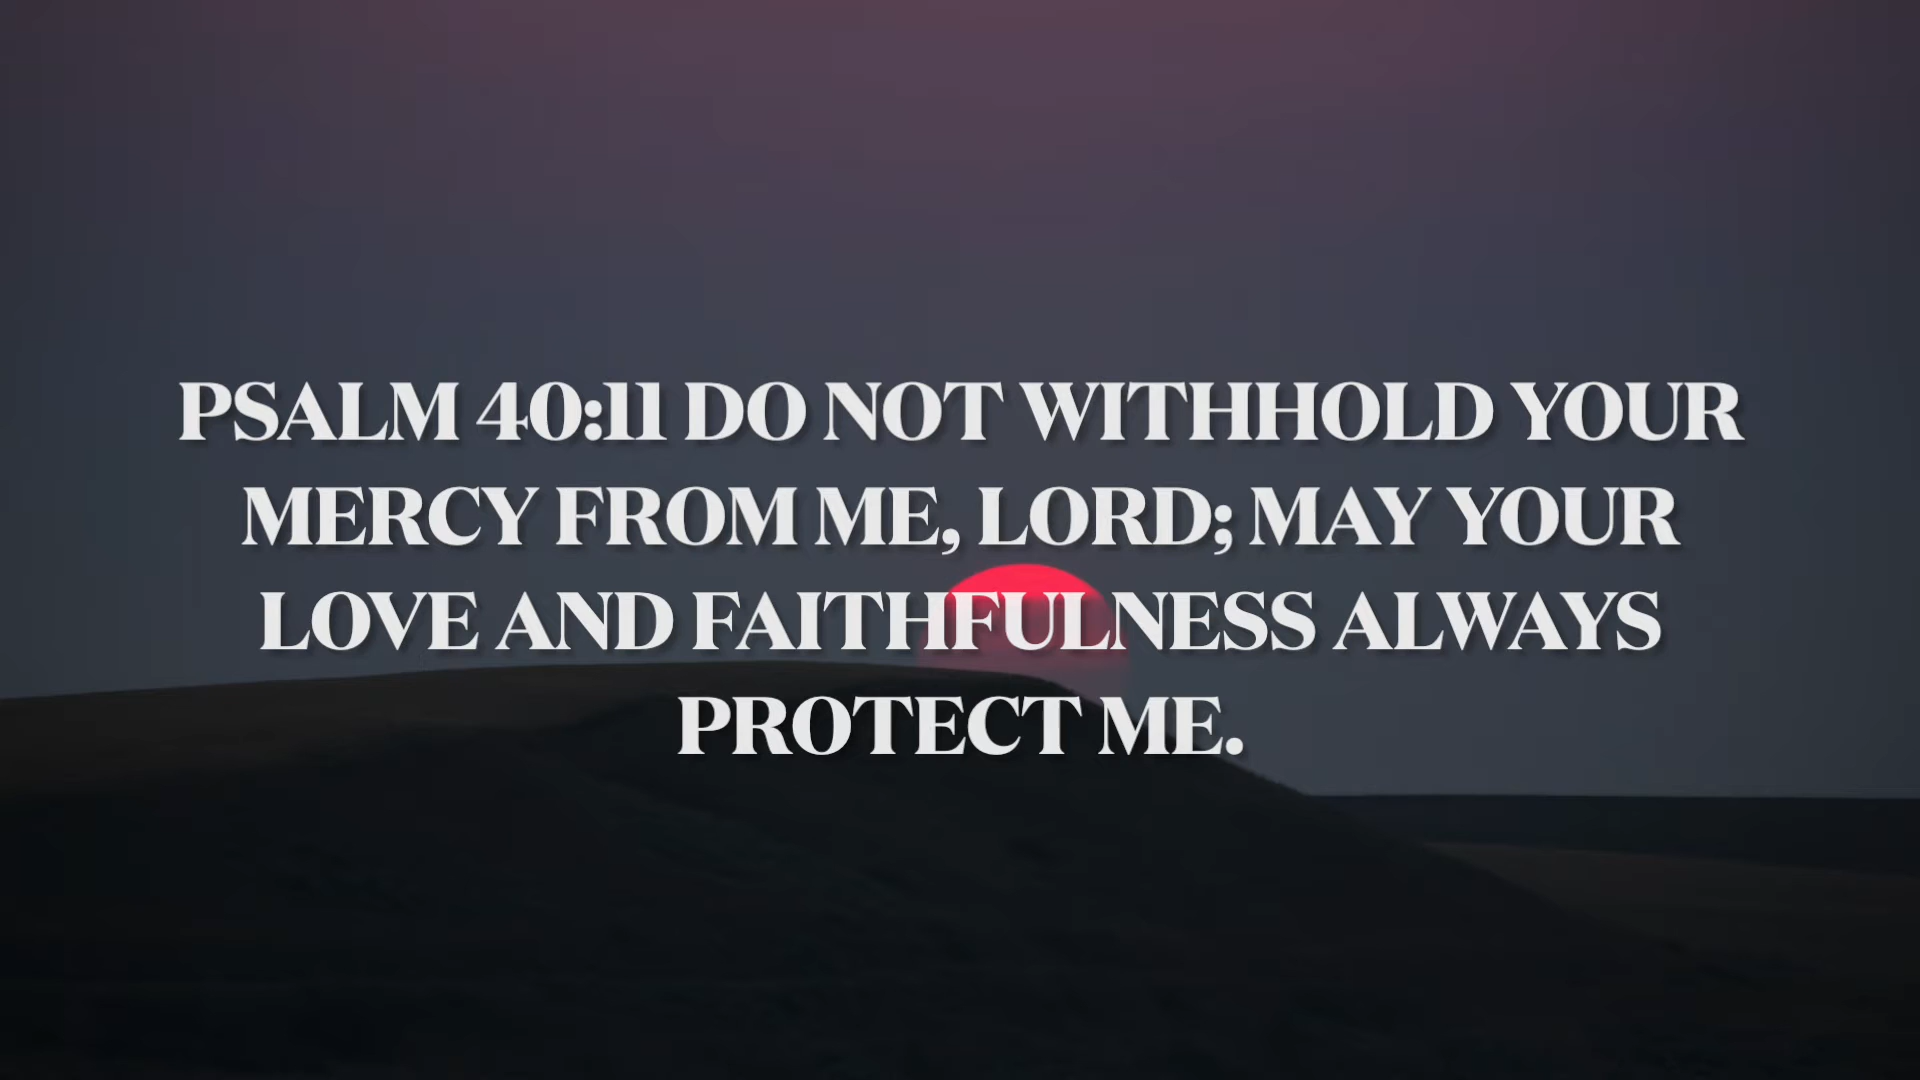 PSALM 40:11 DO NOT WITHHOLD YOUR
MERCY FROM ME, LORD; MAY YOUR
LOVE AND FAITHFULNESS ALWAYS
PROTECT ME.